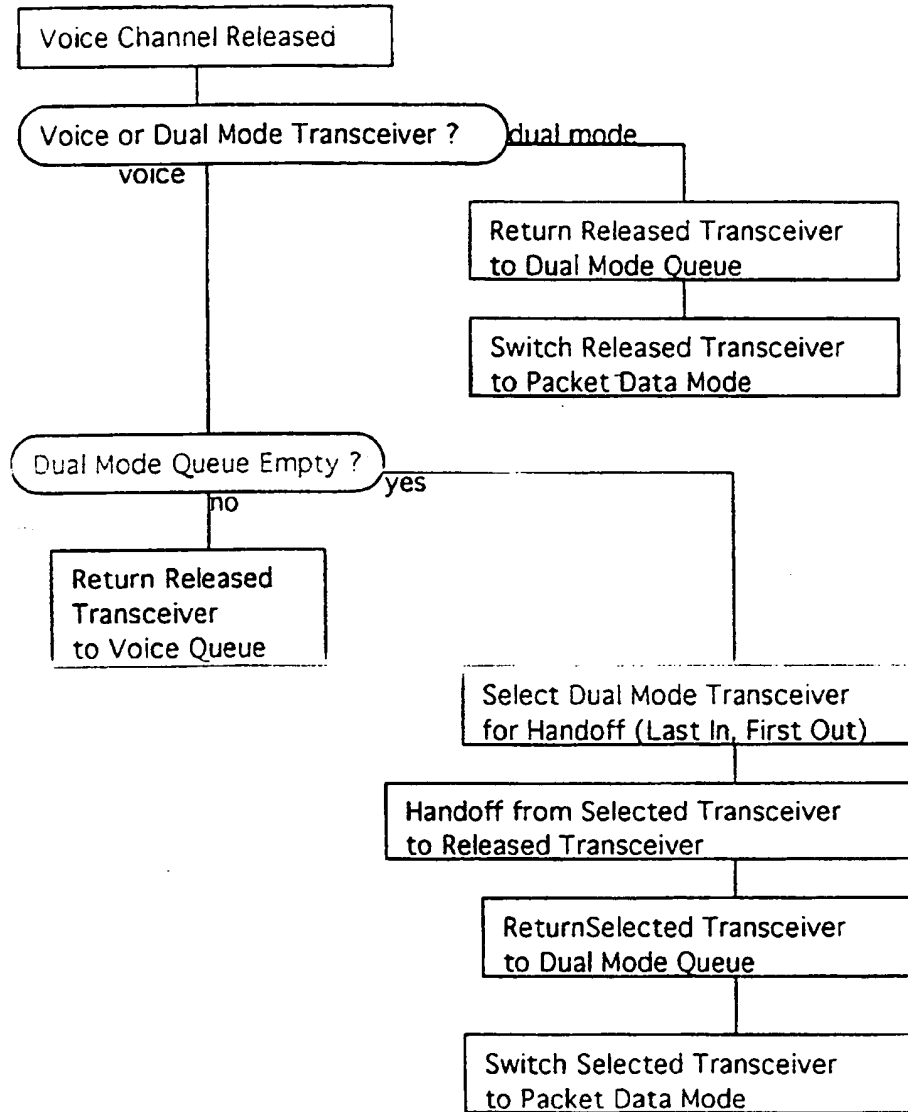 Voice Channel Released
Voice or Dual Mode Transceiver ?
dual mode
voice
Return Released Transceiver
to Dual Mode Queue
Switch Released Transceiver
to Packet Data Mode
Dual Mode Queue Empty ?
yes
no
Return Released
Transceiver
to Voice Queue
Select Dual Mode Transceiver
for Handoff (Last In, First Out)
Handoff from Selected Transceiver
to Released Transceiver
ReturnSelected Transceiver
to Dual Mode Queue
Switch Selected Transceiver
to Packet Data Mode